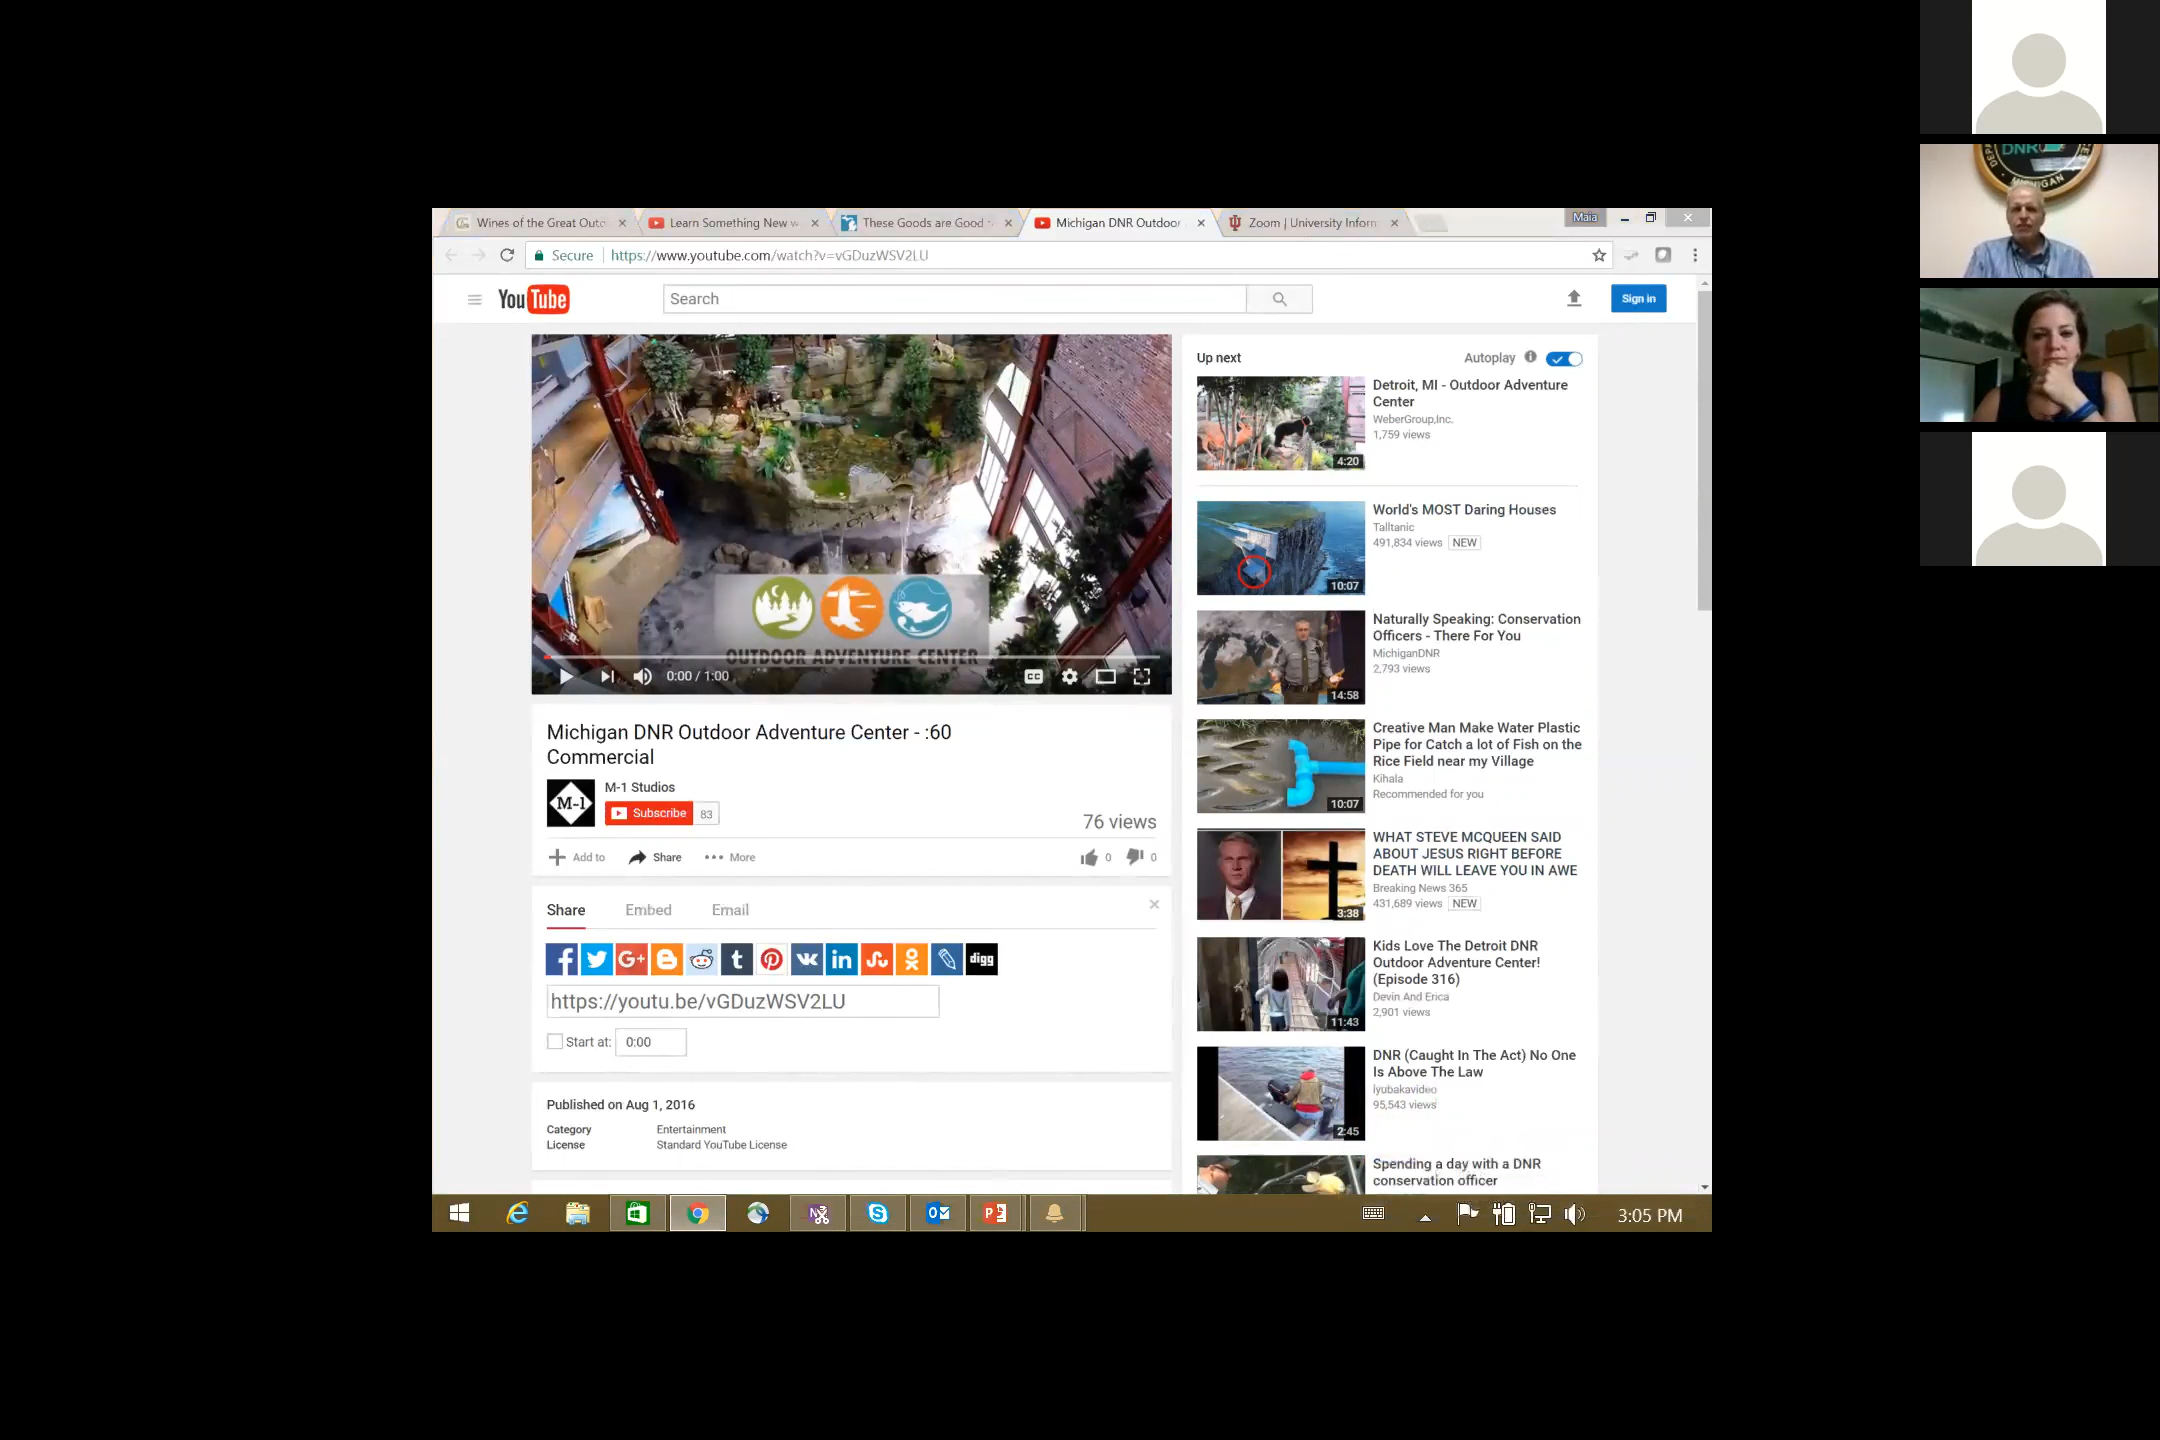 DNR
MICHIGAN
Wines of the Great Outd
Learn Something New w
These Goods are Good
Michigan DNR Outdoor
Zoom | University Inform
Maia
Secure
https://www.youtube.com/watch?v=vGDuzWSV2LU
YouTube
Search
Sign in
OUTDOOR ADVENTURE CENTER
0:00 / 1:00
CC
Michigan DNR Outdoor Adventure Center - :60
Commercial
M-1
M-1 Studios
Subscribe
83
76 views
Add to
Share
More
0
0
Share
Embed
Email
G+
digg
https://youtu.be/vGDuzWSV2LU
Start at:
0:00
Published on Aug 1, 2016
Category
Entertainment
License
Standard YouTube License
Up next
Autoplay
Detroit, MI - Outdoor Adventure
Center
WeberGroup,Inc.
1,759 views
4:20
World's MOST Daring Houses
Talltanic
491,834 views
NEW
10:07
Naturally Speaking: Conservation
Officers - There For You
MichiganDNR
2,793 views
14:58
Creative Man Make Water Plastic
Pipe for Catch a lot of Fish on the
Rice Field near my Village
Kihala
Recommended for you
10:07
WHAT STEVE MCQUEEN SAID
ABOUT JESUS RIGHT BEFORE
DEATH WILL LEAVE YOU IN AWE
Breaking News 365
431,689 views
NEW
3:38
Kids Love The Detroit DNR
Outdoor Adventure Center!
(Episode 316)
Devin And Erica
2,901 views
11:43
DNR (Caught In The Act) No One
Is Above The Law
lyubakavideo
95,543 views
2:45
Spending a day with a DNR
conservation officer
3:05 PM